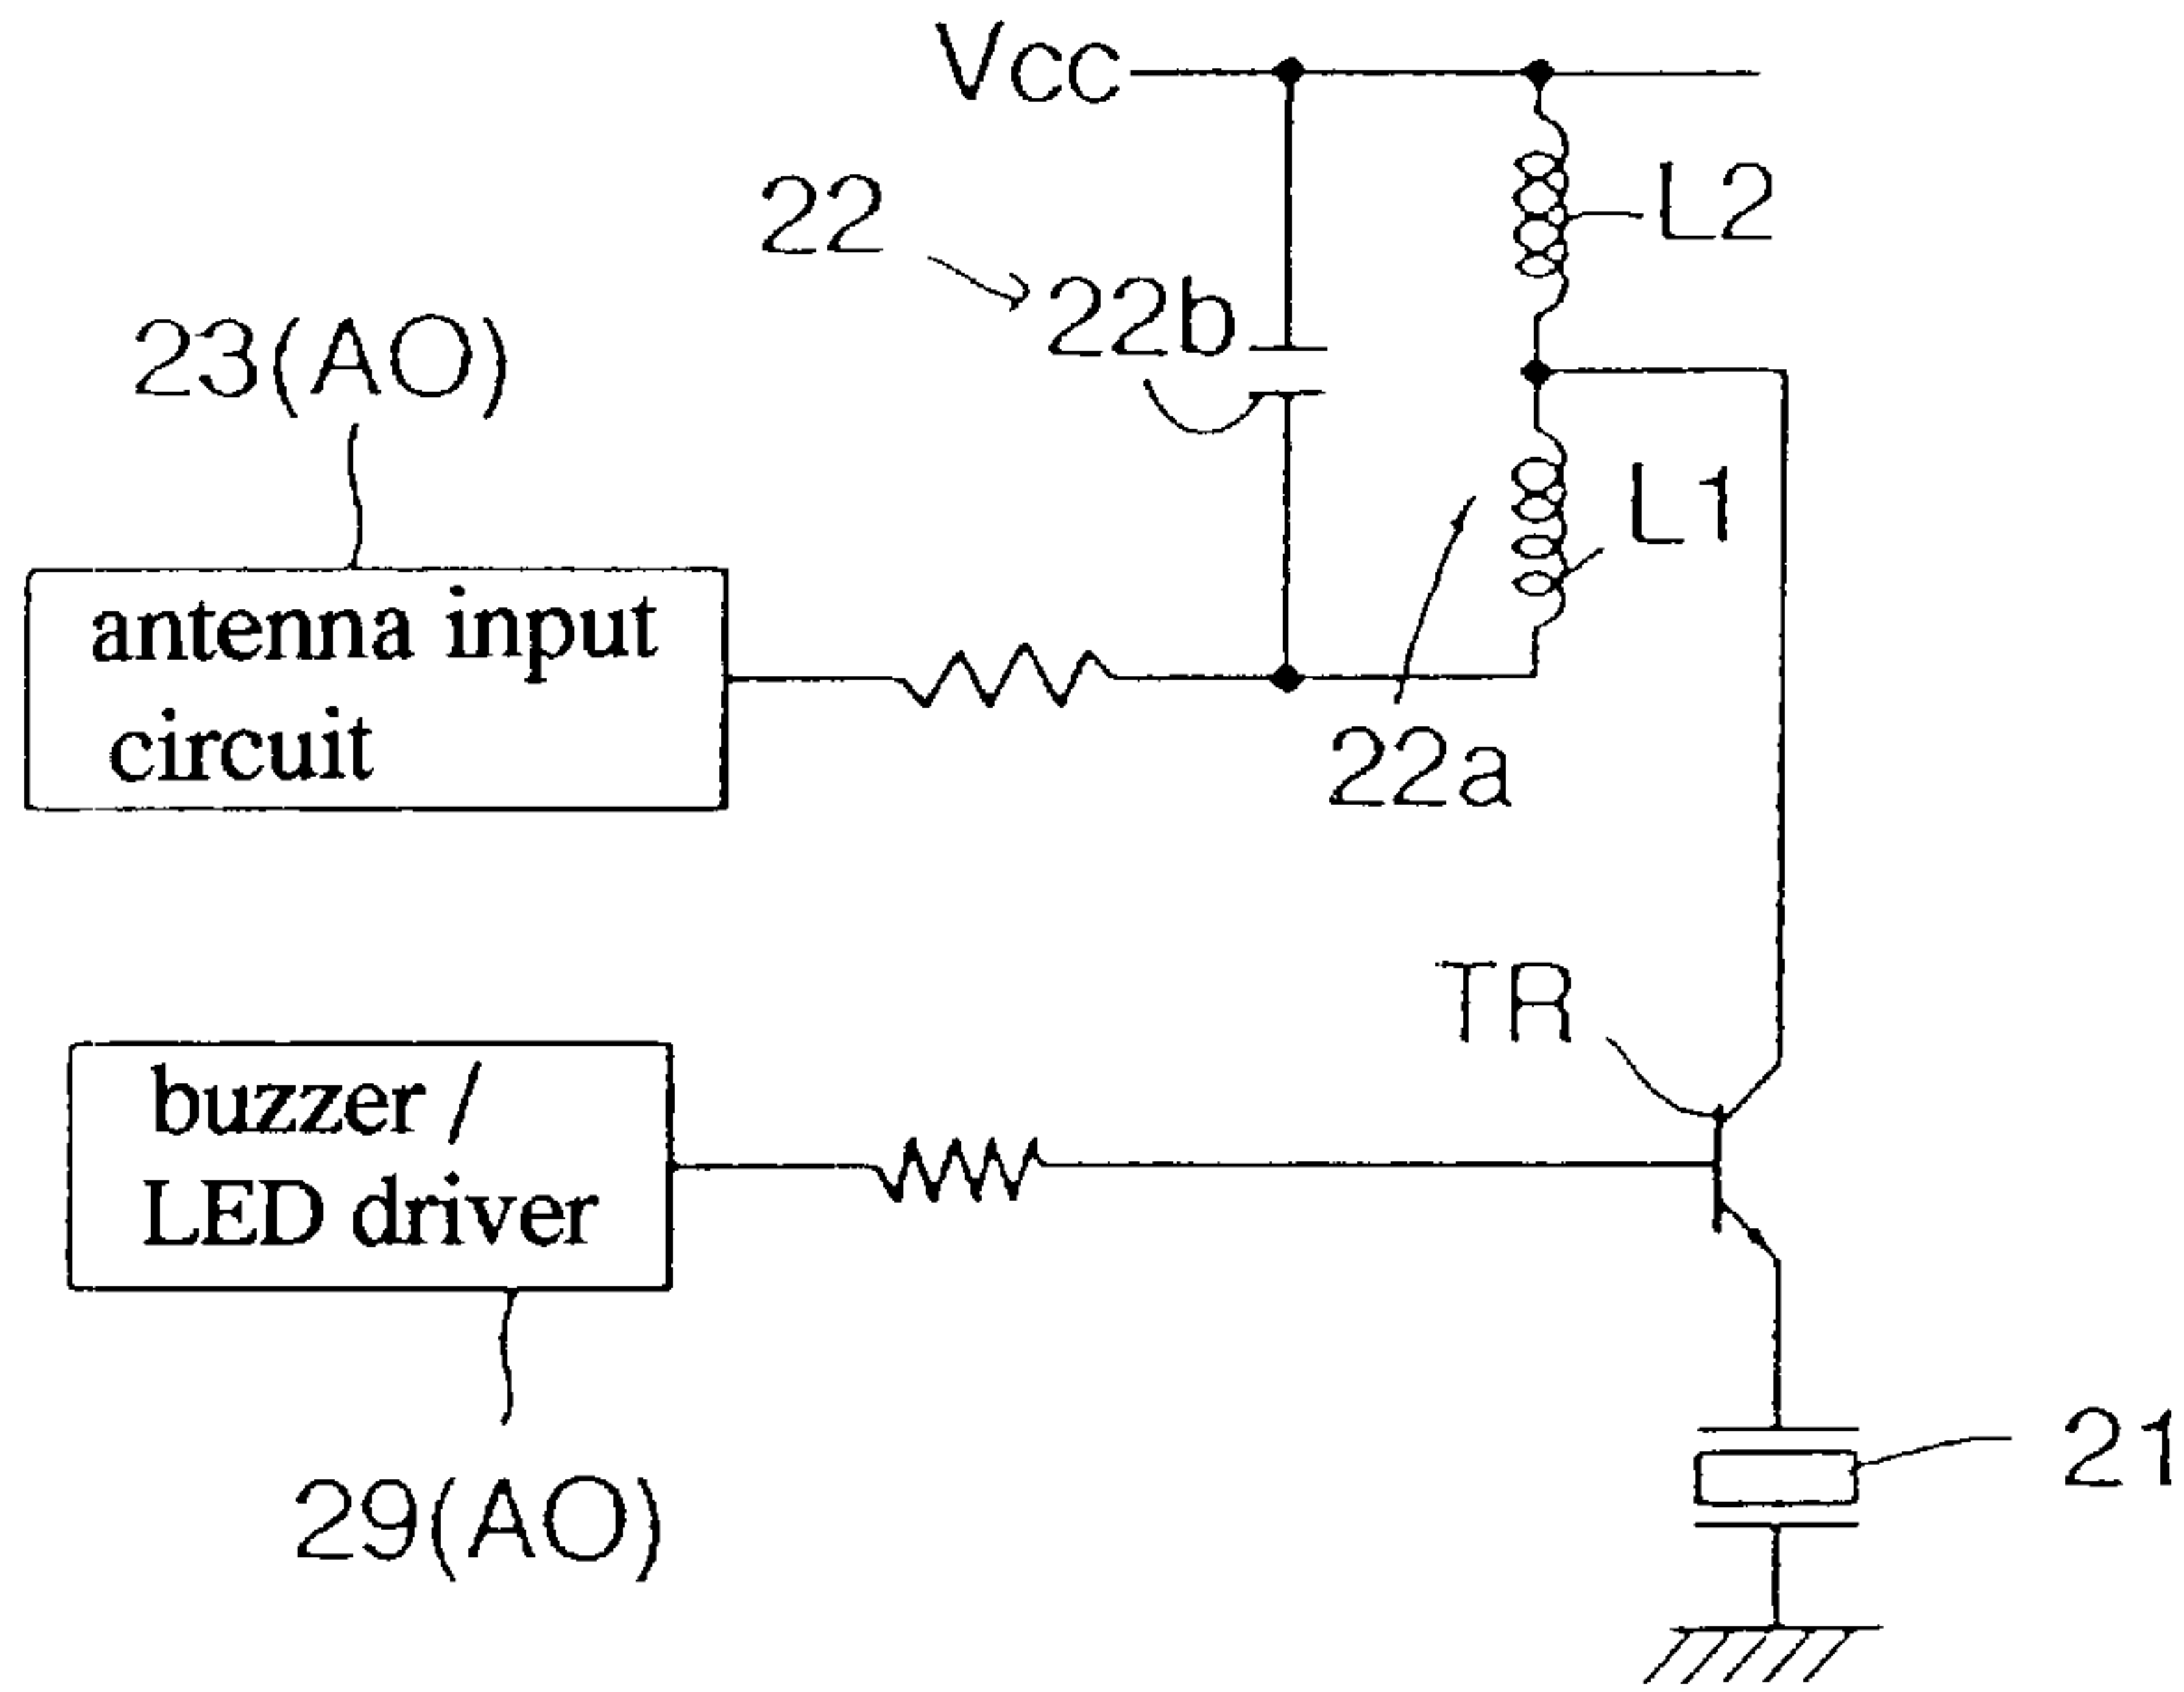 Vcc
22
L2
22b
23(AO)
L1
antenna input
circuit
22a
TR
buzzer /
LED driver
21
29(AO)